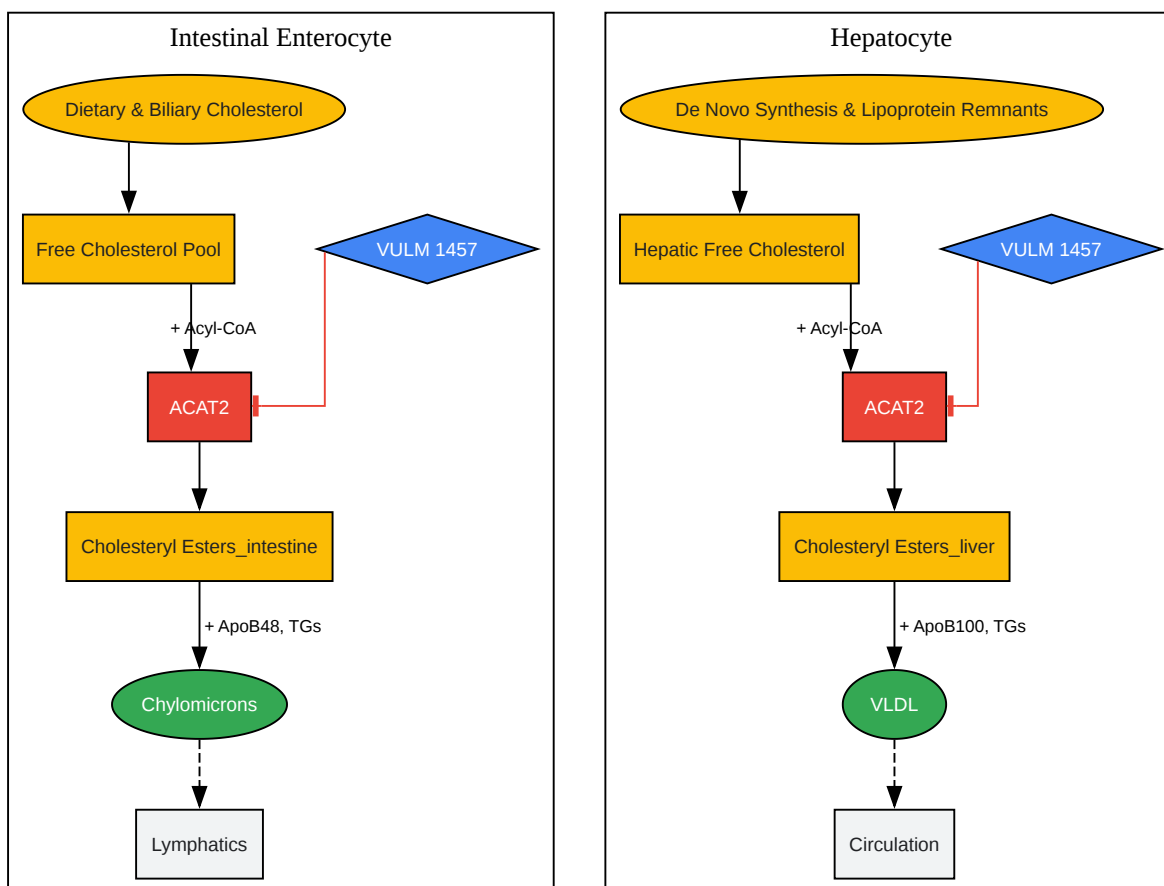 Intestinal Enterocyte
Dietary & Biliary Cholesterol
Free Cholesterol Pool
VULM 1457
+ Acyl-CoA
ACAT2
Cholesteryl Esters_intestine
+ ApoB48, TGs
Chylomicrons
Lymphatics
Hepatocyte
De Novo Synthesis & Lipoprotein Remnants
Hepatic Free Cholesterol
VULM 1457
+ Acyl-CoA
ACAT2
Cholesteryl Esters_liver
+ ApoB100, TGs
VLDL
Circulation